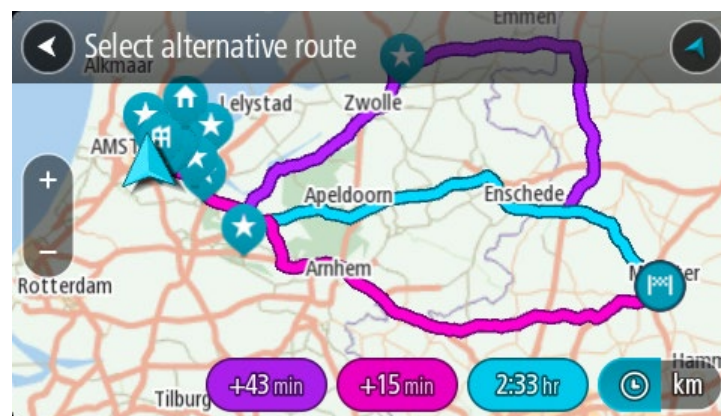 Emmen
Select alternative route
Alkmaar
Lelystad
Zwolle
Apeldoorn
Enschede
Arnhem
Rotterdam
+
−
Tilburg
+43 min
+15 min
2:33 hr
km